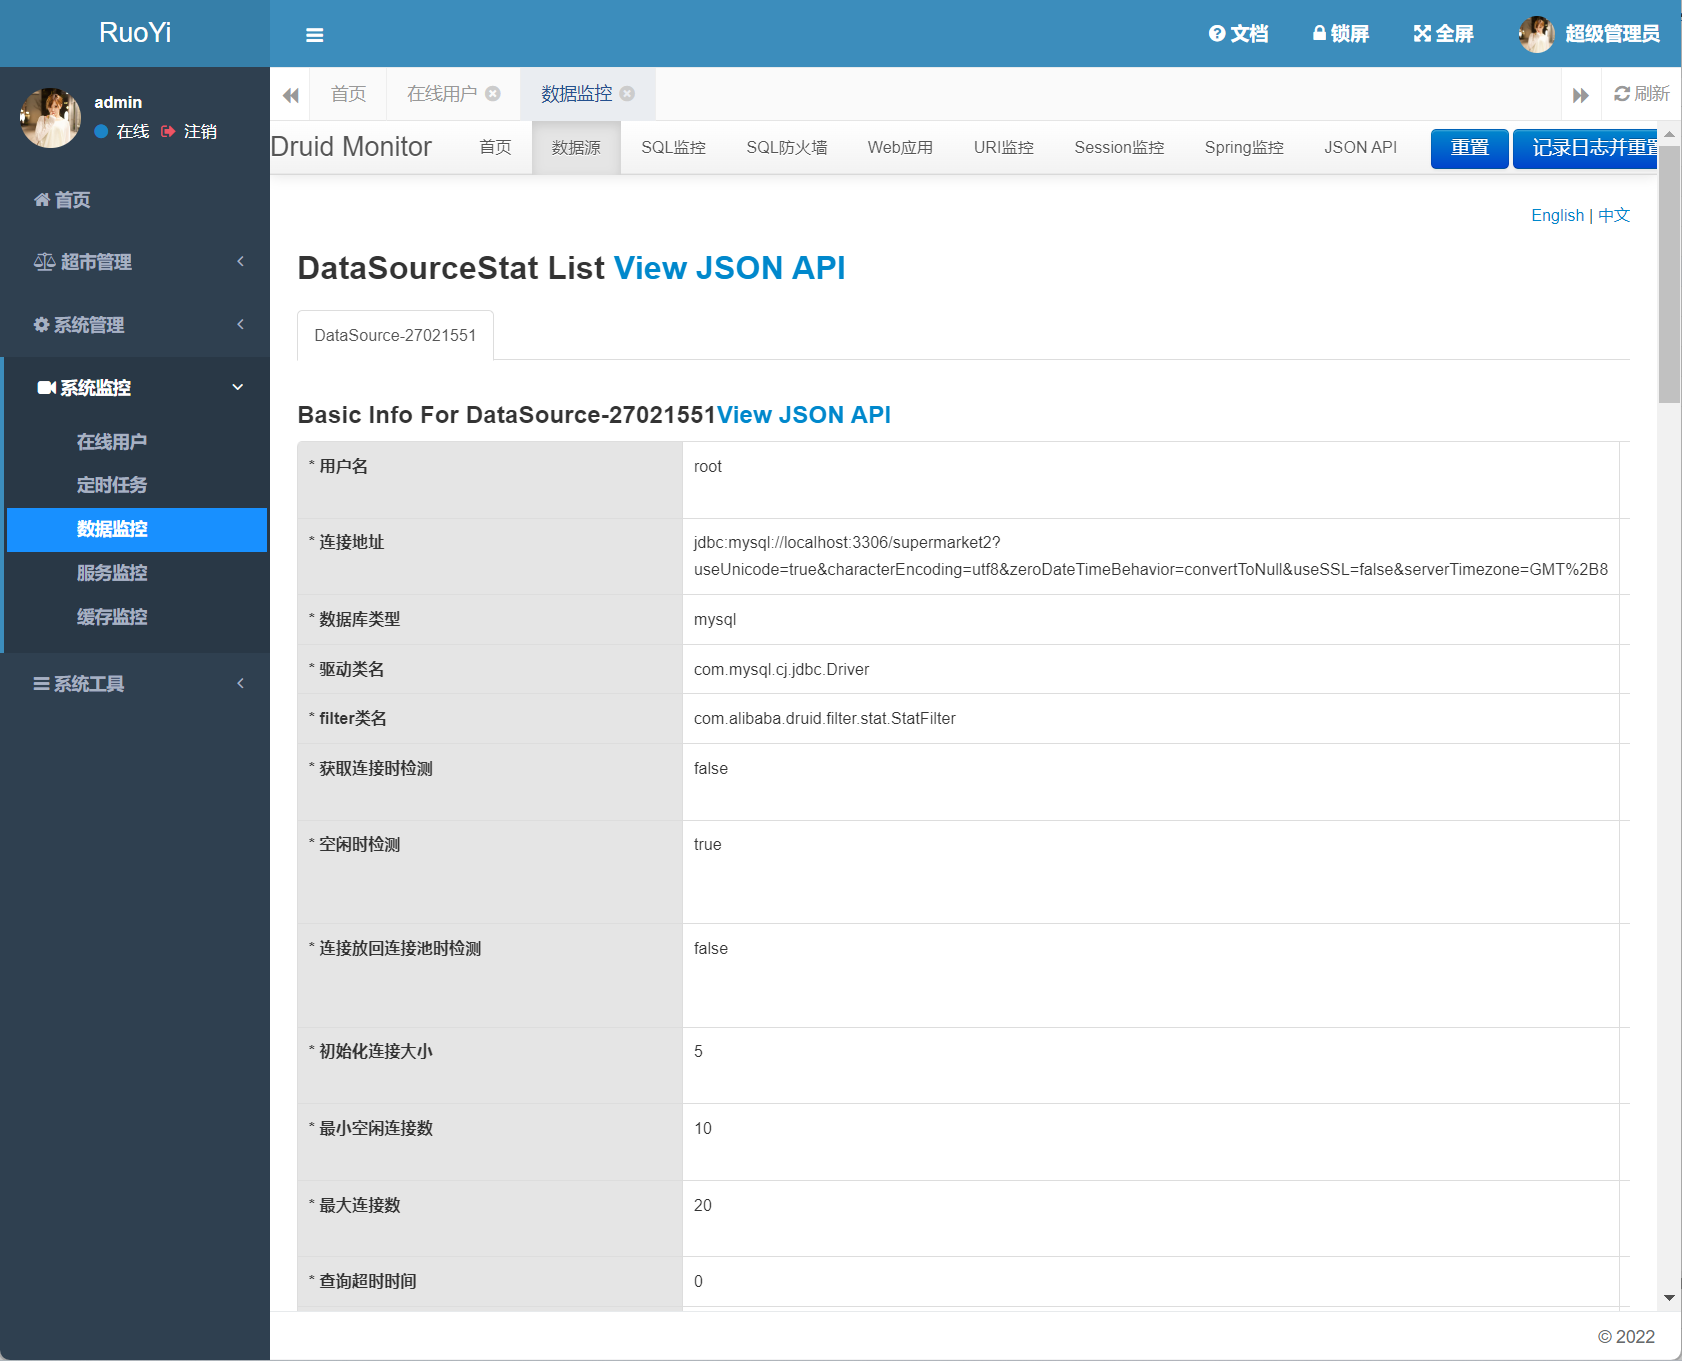 RuoYi
文档
锁屏
全屏
超级管理员
admin
在线
注销
首页
在线用户
数据监控
刷新
Druid Monitor
首页
数据源
SQL监控
SQL防火墙
Web应用
URI监控
Session监控
Spring监控
JSON API
重置
记录日志并重置
首页
超市管理
系统管理
系统监控
在线用户
定时任务
数据监控
服务监控
缓存监控
系统工具
English | 中文
DataSourceStat List View JSON API
DataSource-27021551
Basic Info For DataSource-27021551View JSON API
* 用户名
root
* 连接地址
jdbc:mysql://localhost:3306/supermarket2?
useUnicode=true&characterEncoding=utf8&zeroDateTimeBehavior=convertToNull&useSSL=false&serverTimezone=GMT%2B8
* 数据库类型
mysql
* 驱动类名
com.mysql.cj.jdbc.Driver
* filter类名
com.alibaba.druid.filter.stat.StatFilter
* 获取连接时检测
false
* 空闲时检测
true
* 连接放回连接池时检测
false
* 初始化连接大小
5
* 最小空闲连接数
10
* 最大连接数
20
* 查询超时时间
0
© 2022